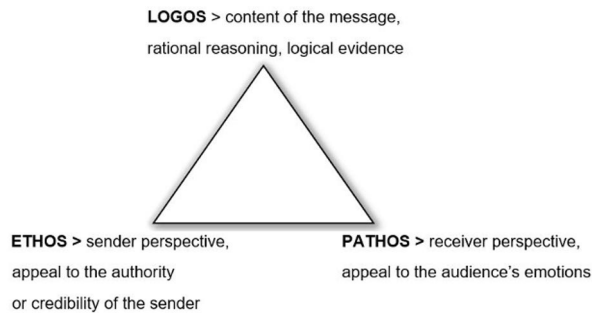 LOGOS > content of the message,
rational reasoning, logical evidence
ETHOS > sender perspective,
appeal to the authority
or credibility of the sender
PATHOS > receiver perspective,
appeal to the audience's emotions